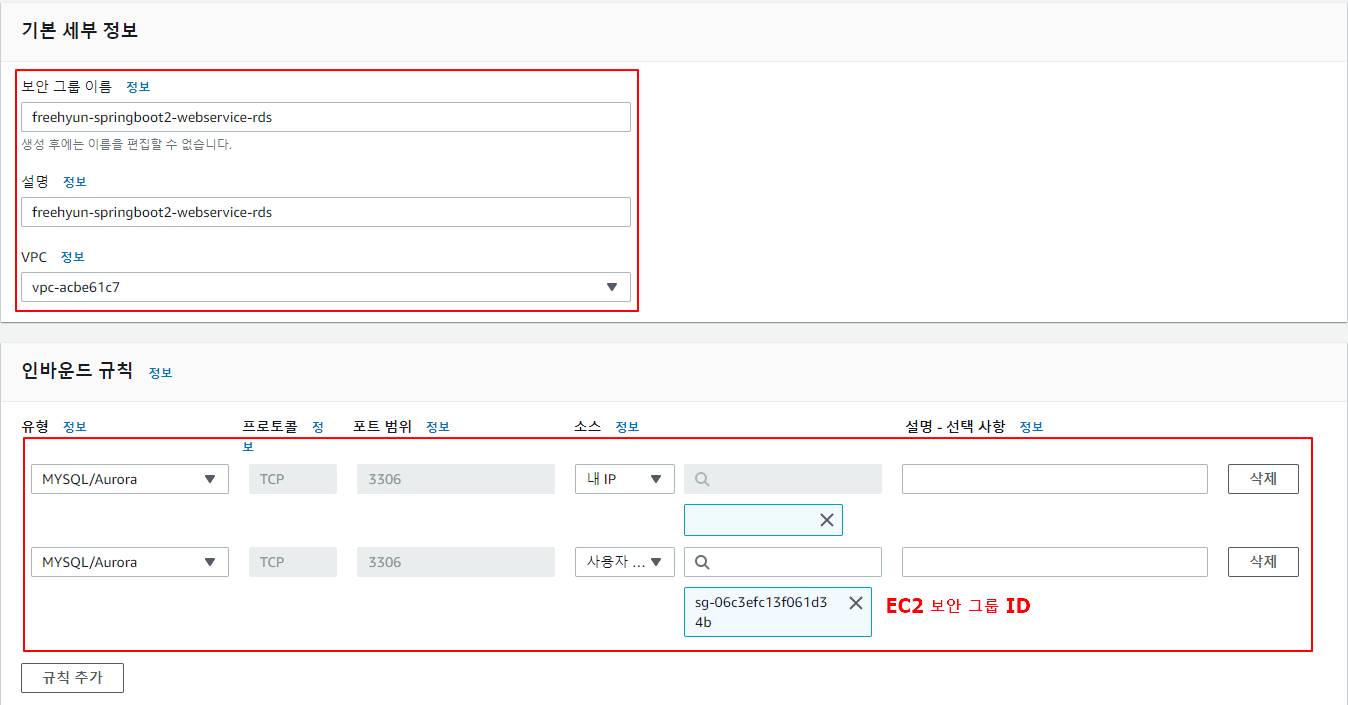 기본 세부 정보
보안 그룹 이름 정보
freehyun-springboot2-webservice-rds
생성 후에는 이름을 편집할 수 없습니다.
설명 정보
freehyun-springboot2-webservice-rds
VPC 정보
vpc-acbe61c7
인바운드 규칙 정보
유형 정보 프로토콜 정 포트 범위 정보 소스 정보 설명 - 선택 사항 정보
보
MYSQL/Aurora TCP 3306 내 IP 삭제
MYSQL/Aurora TCP 3306 사용자 ... 삭제
sg-06c3efc13f061d3 EC2 보안 그룹 ID
4b
규칙 추가